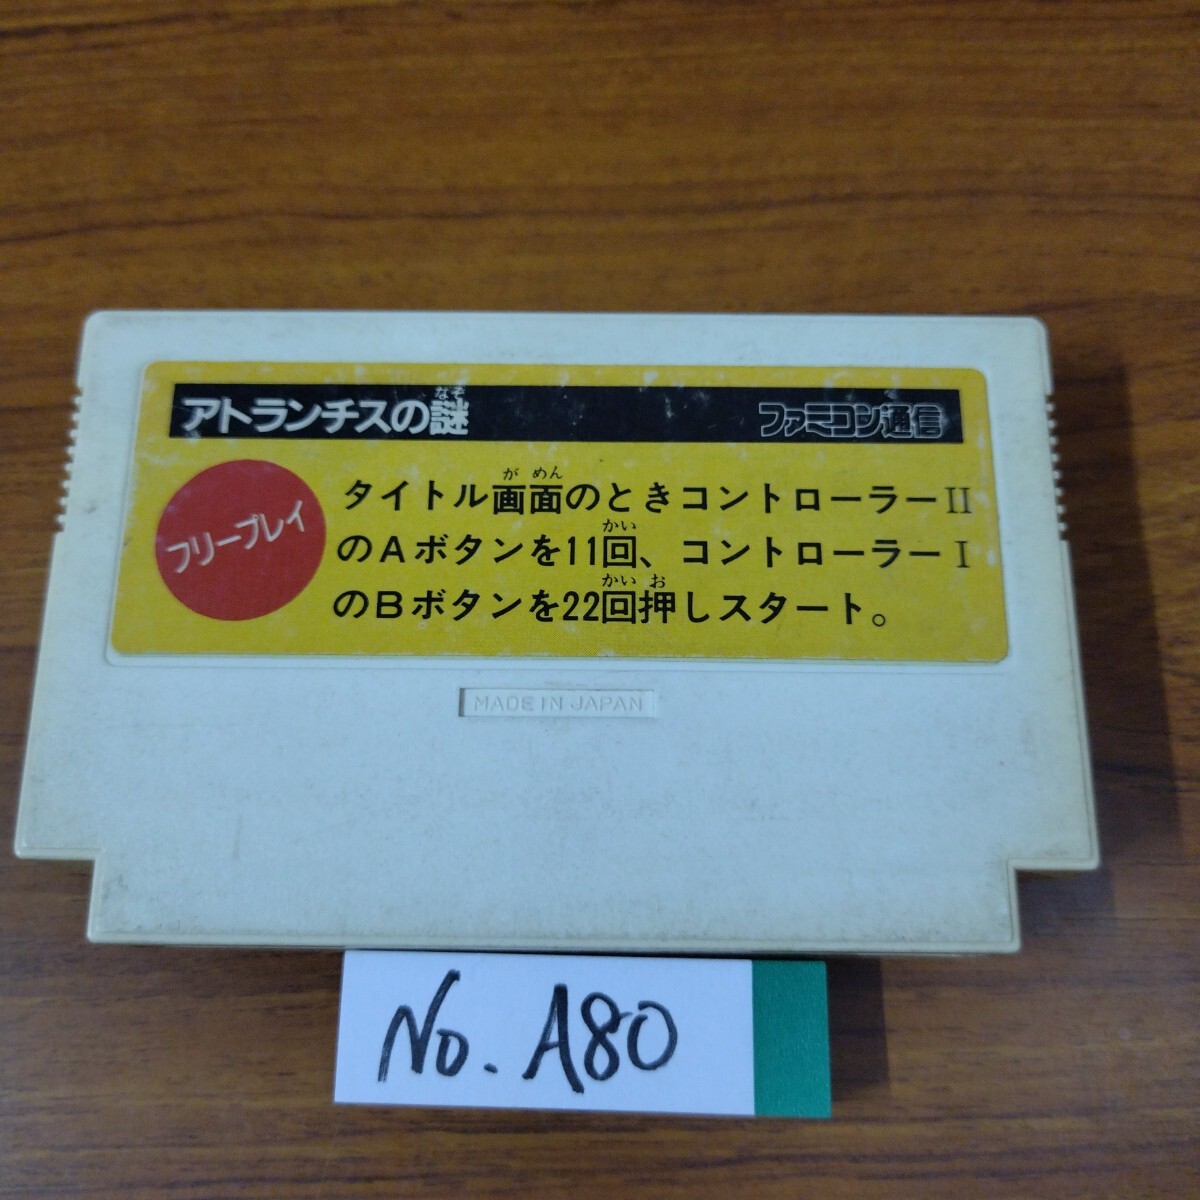 アトランチスの謎
なぞ
ファミコン通信
フリープレイ
がめん
タイトル画面のときコントローラーⅡ
かい
のAボタンを11回、コントローラーⅠ
かい お
のBボタンを22回押しスタート。
MADE IN JAPAN
No. A80